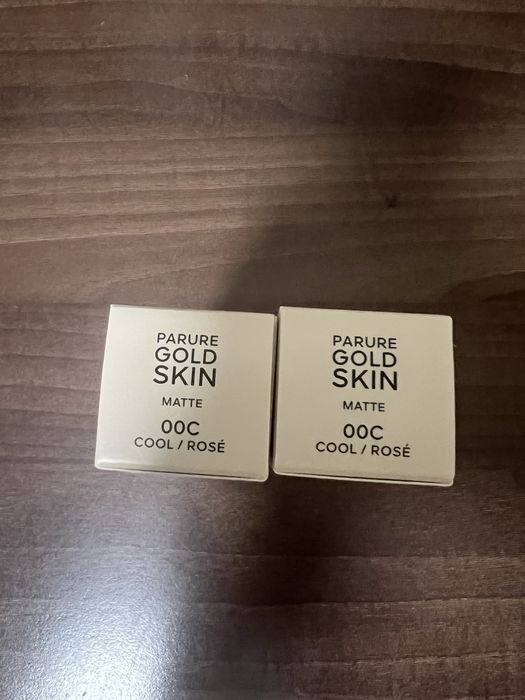 PARURE
GOLD
SKIN
MATTE
00C
COOL / ROSÉ
PARURE
GOLD
SKIN
MATTE
00C
COOL / ROSÉ